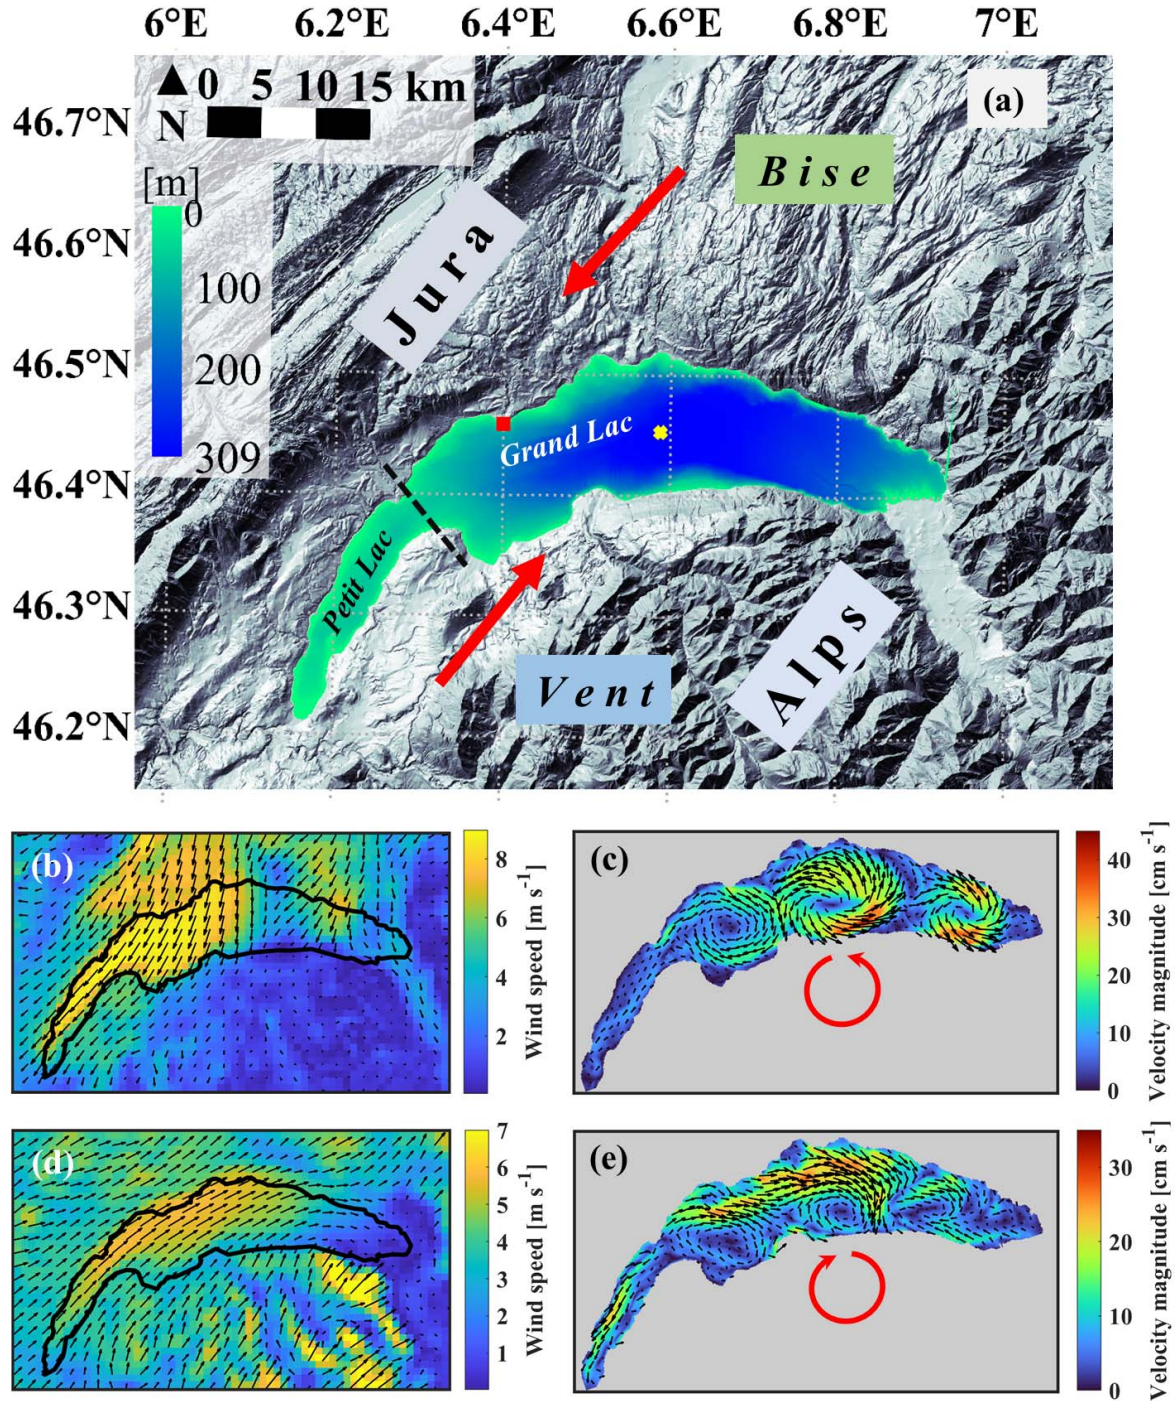 6°E 6.2°E 6.4°E 6.6°E 6.8°E 7°E
0 5 10 15 km
N
(a)
46.7°N
46.6°N
46.5°N
46.4°N
46.3°N
46.2°N
[m]
0
100
200
309
Bise
Jura
Grand Lac
Petit Lac
Vent
Alps
(b)
8
6
4
2
Wind speed [m s⁻¹]
(c)
40
30
20
10
0
Velocity magnitude [cm s⁻¹]
(d)
7
6
5
4
3
2
1
Wind speed [m s⁻¹]
(e)
30
20
10
0
Velocity magnitude [cm s⁻¹]